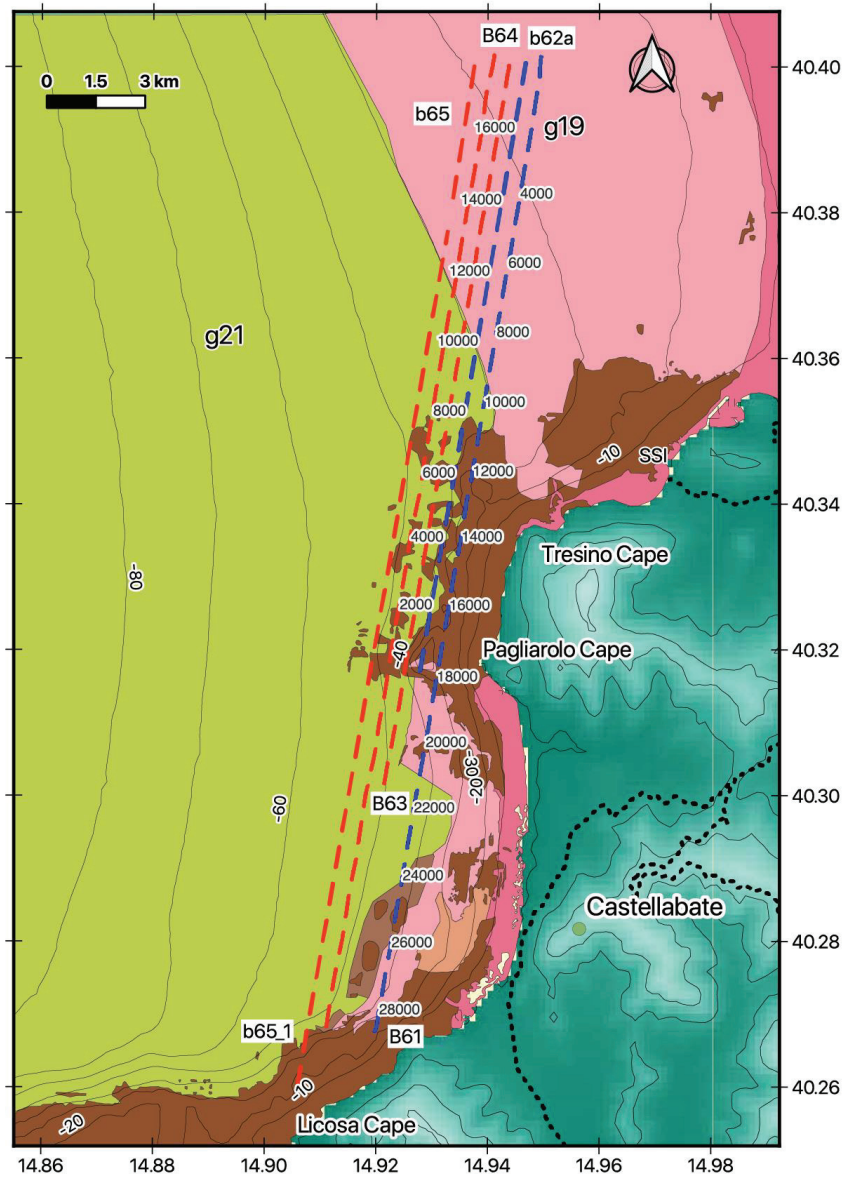 B64 b62a
40.40
0 1.5 3 km
b65
16000
g19
14000
4000
40.38
12000
6000
g21
10000
8000
40.36
8000
10000
SSI
-10
6000
12000
40.34
4000
14000
Tresino Cape
-80
2000
16000
-40
Pagliarolo Cape
40.32
18000
20000
-30
-20
-60
B63
22000
40.30
24000
Castellabate
26000
40.28
28000
b65_1
B61
-10
40.26
-20
Licosa Cape
14.86 14.88 14.90 14.92 14.94 14.96 14.98